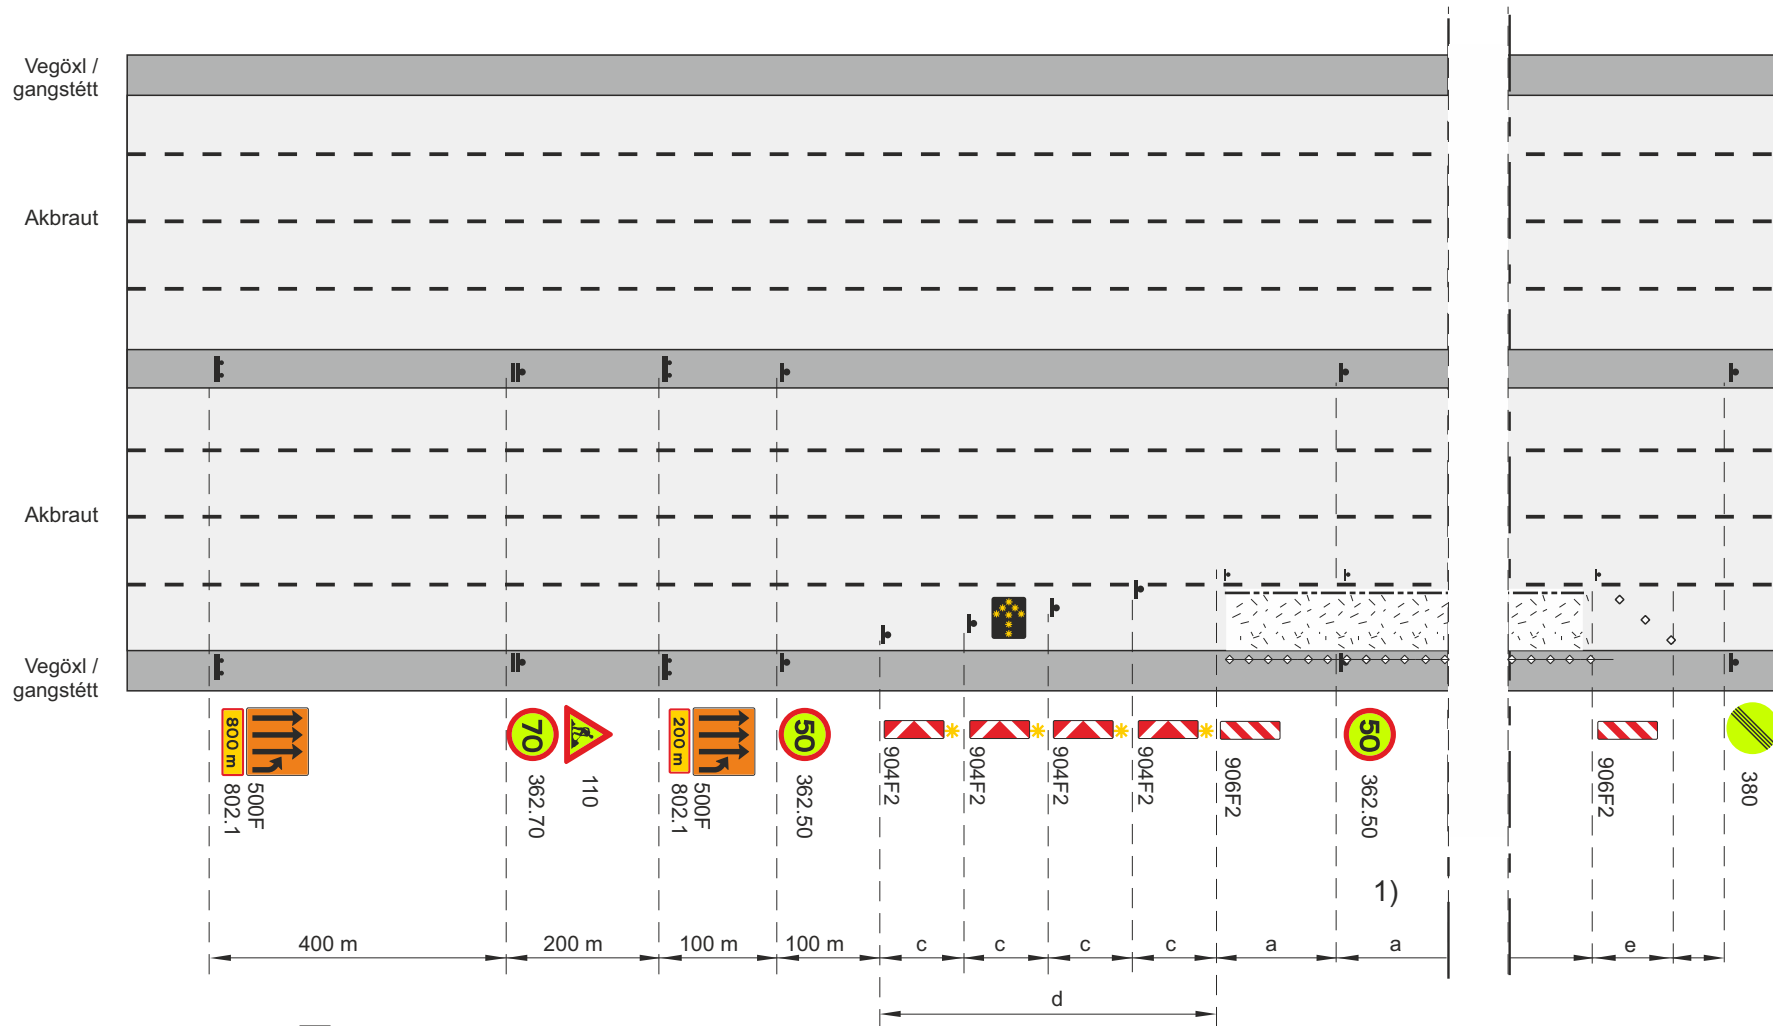 Vegöxl /
gangstétt
Akbraut
Akbraut
Vegöxl /
gangstétt
800 m
500F
802.1
70
362.70
110
200 m
500F
802.1
50
362.50
904F2
904F2
904F2
904F2
906F2
50
362.50
906F2
380
1)
400 m
200 m
100 m
100 m
c
c
c
c
a
a
e
d